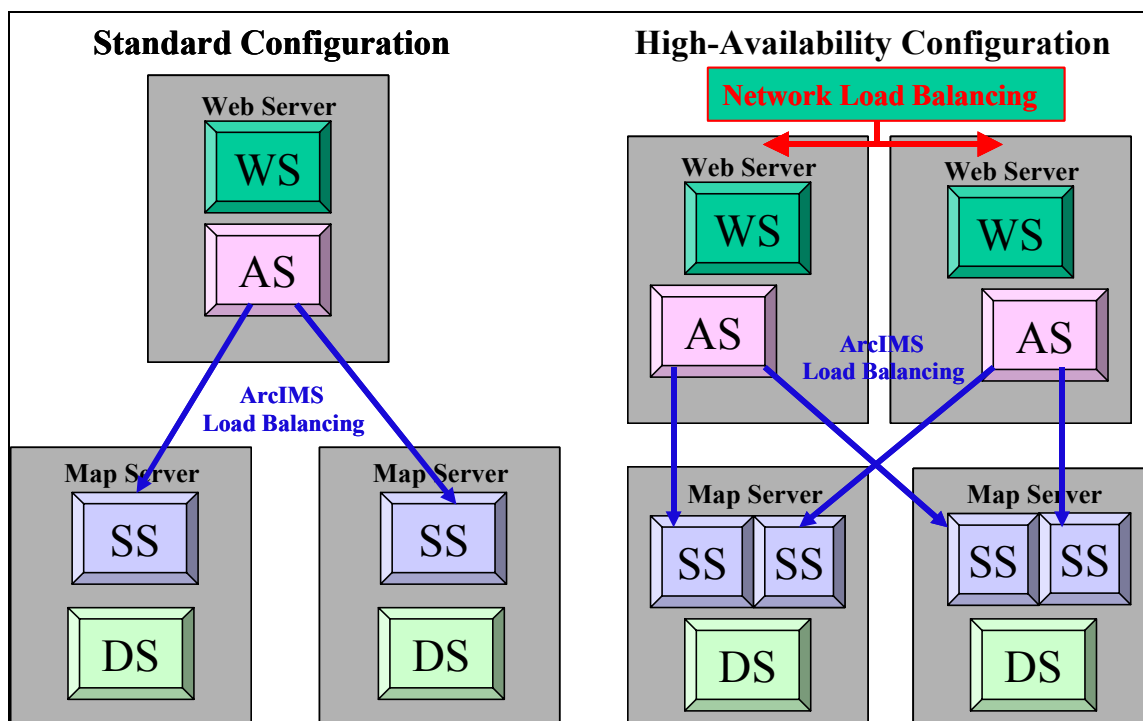 Standard Configuration
Web Server
WS
AS
ArcIMS
Load Balancing
Map Server
SS
DS
Map Server
SS
DS
High-Availability Configuration
Network Load Balancing
Web Server
WS
AS
Web Server
WS
AS
ArcIMS
Load Balancing
Map Server
SS
SS
DS
Map Server
SS
SS
DS